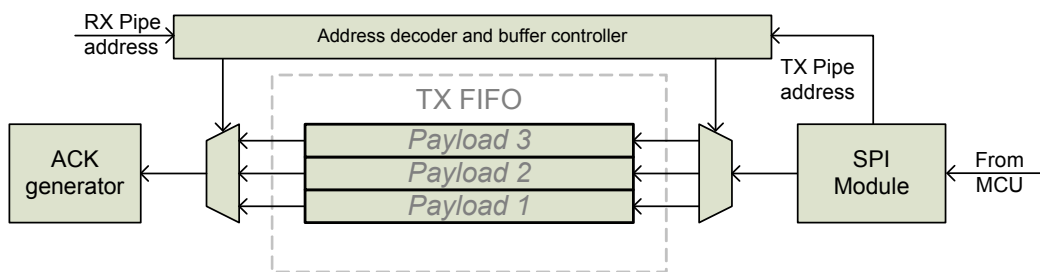 RX Pipe
address
Address decoder and buffer controller
TX Pipe
address
TX FIFO
Payload 3
Payload 2
Payload 1
ACK
generator
SPI
Module
From
MCU